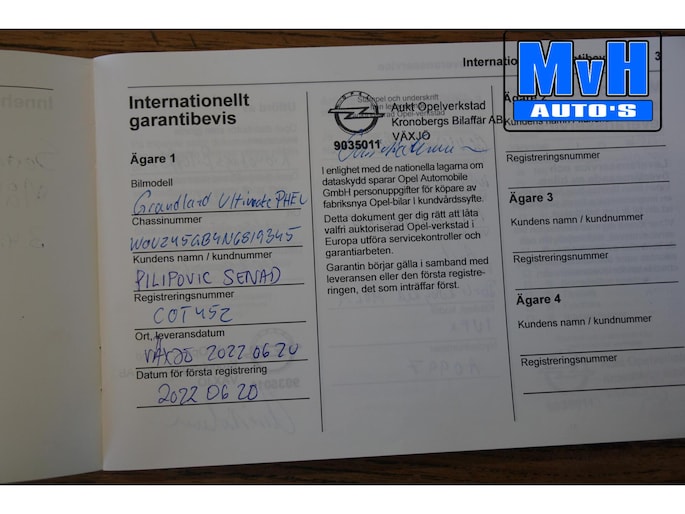 Internation
3
MvH
AUTO'S
Internationellt
garantibevis
Ägare 1
Bilmodell
Grandland Ultimate PHEV
Chassinummer
W0VZ45GB4NG819345
Kundens namn / kundnummer
PILIPOVIC SENAD
Registreringsnummer
COT45Z
Ort, leveransdatum
VÄXJÖ 2022 06 20
Datum för första registrering
2022 06 20
Stämpel och underskrift
Aukt Opelverkstad
Kronobergs Bilaffär AB
9035011 VÄXJÖ
I enlighet med de nationella lagarna om
dataskydd sparar Opel Automobile
GmbH personuppgifter för köpare av
fabriksnya Opel-bilar i kundvårdssyfte.
Detta dokument ger dig rätt att låta
valfri auktoriserad Opel-verkstad i
Europa utföra servicekontroller och
garantiarbeten.
Garantin börjar gälla i samband med
leveransen eller den första registre-
ringen, det som inträffar först.
Ägare 2
Kundens namn / kundnummer
Registreringsnummer
Ägare 3
Kundens namn / kundnummer
Registreringsnummer
Ägare 4
Kundens namn / kundnummer
Registreringsnummer